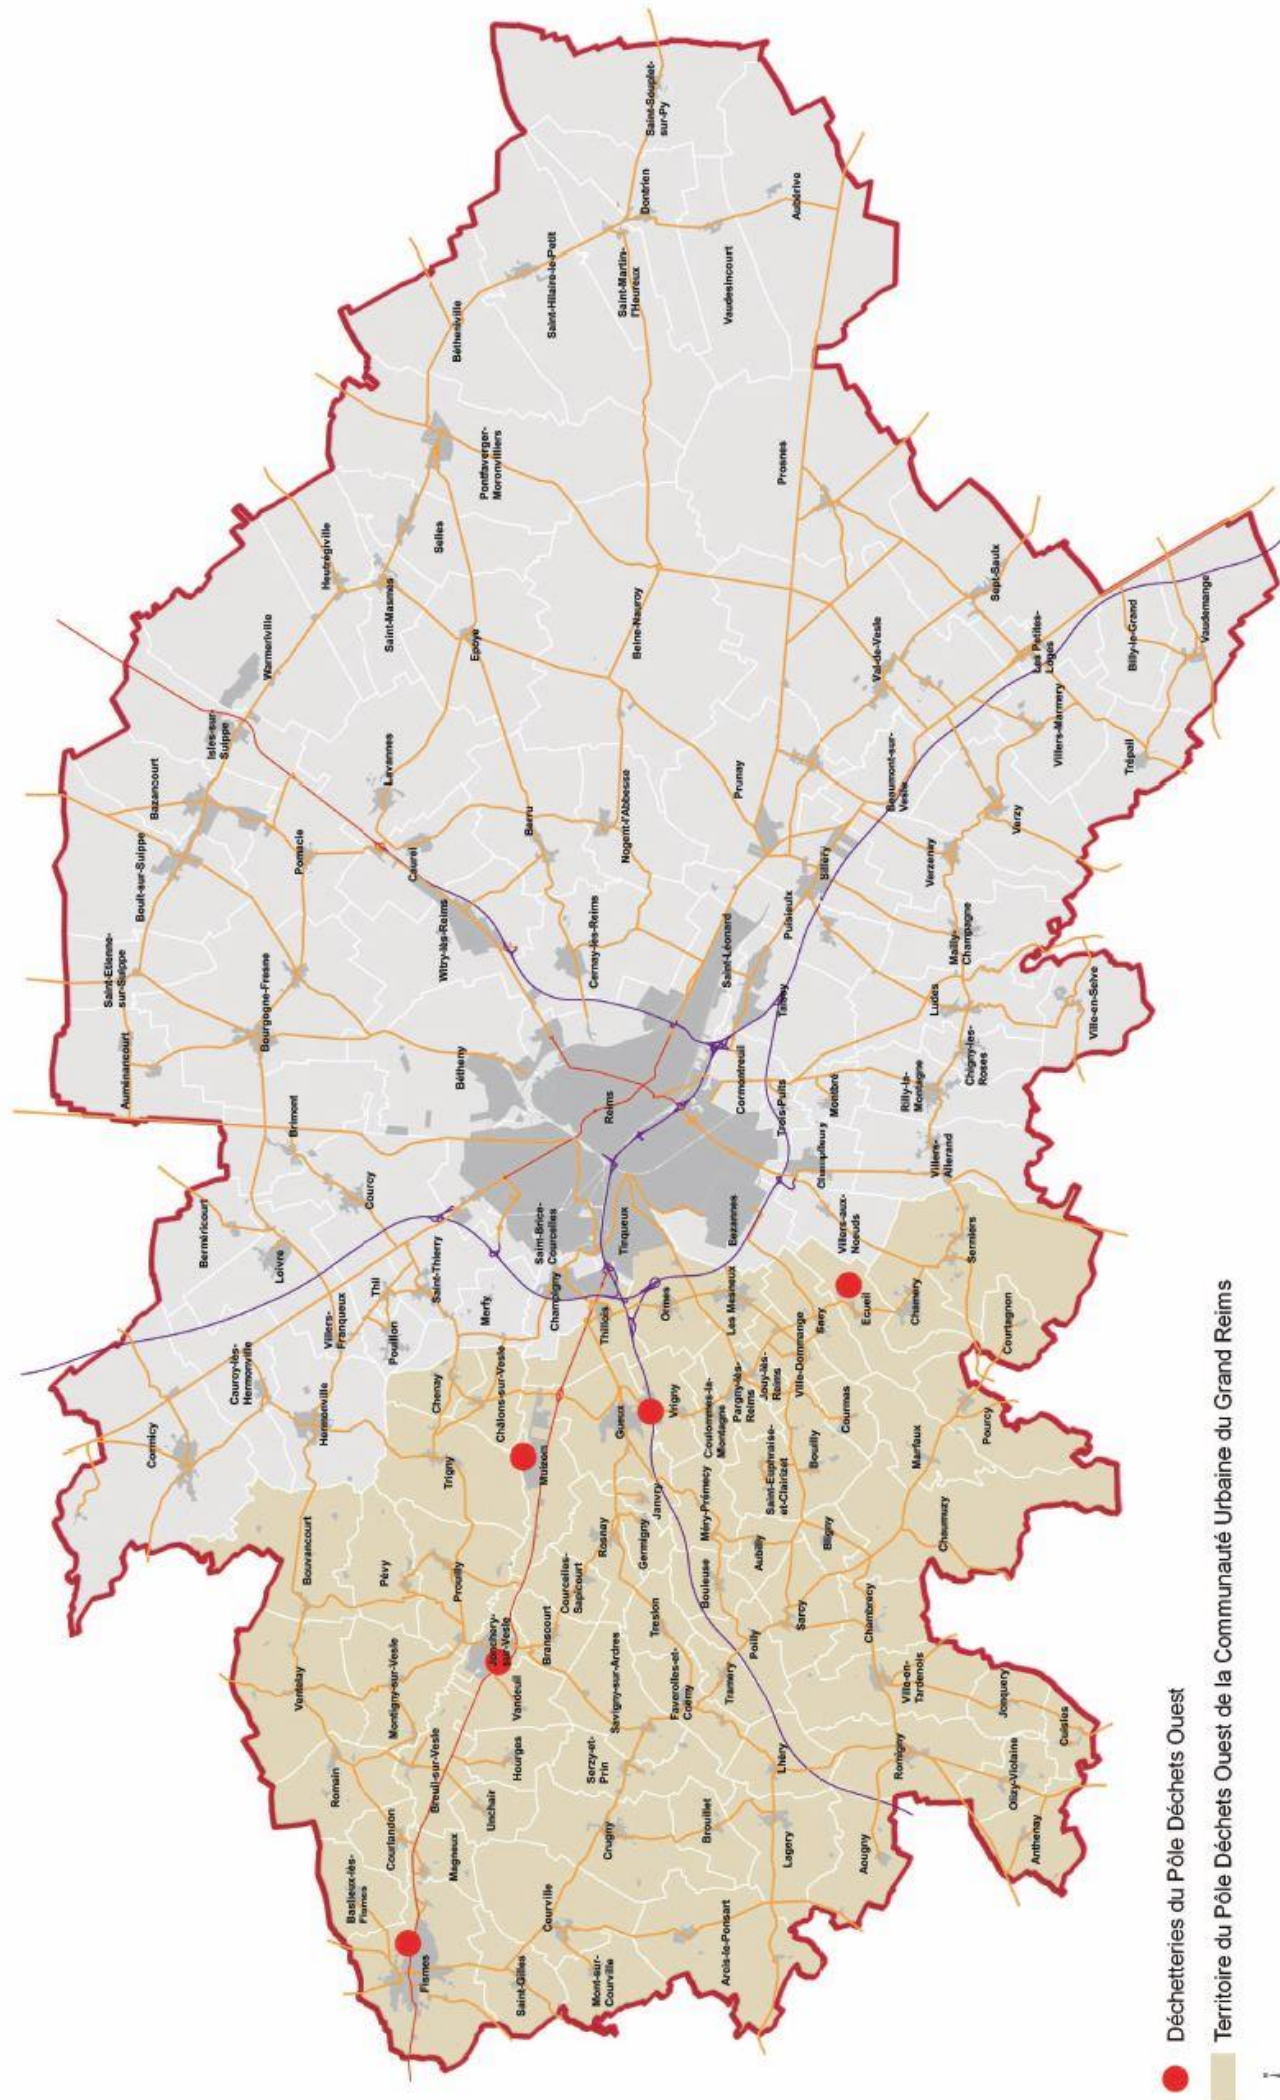 Saint-Souplet-
sur-Py
Dontrien
Aubérive
Saint-Hilaire-le-Petit
Saint-Martin-
l'Heureux
Vaudesincourt
Bétheniville
Pontfaverger-
Moronvilliers
Prosnes
Selles
Heutrégiville
Saint-Masmes
Sept-Saulx
Warmeriville
Epoye
Beine-Nauroy
Val-de-Vesle
Les Petites-
Loges
Billy-le-Grand
Vaudemange
Isles-sur-
Suippe
Lavannes
Villers-Marmery
Trépail
Bazancourt
Beaumont-sur-
Vesle
Prunay
Nogent-l'Abbesse
Berru
Verzy
Boult-sur-Suippe
Pomacle
Caurel
Sillery
Verzenay
Puisieulx
Witry-lès-Reims
Cernay-lès-Reims
Saint-Léonard
Mailly-
Champagne
Saint-Etienne-
sur-Suippe
Bourgogne-Fresne
Taissy
Ludes
Ville-en-Selve
Auménancourt
Bétheny
Cormontreuil
Chigny-les-
Roses
Rilly-la-
Montagne
Montbré
Trois-Puits
Reims
Brimont
Champfleury
Villers-
Allerand
Courcy
Berméricourt
Loivre
Saint-Brice-
Courcelles
Tinqueux
Bezannes
Villers-aux-
Noeuds
Sermiers
Thil
Saint-Thierry
Merfy
Champigny
Thillois
Ormes
Les Mesneux
Ecueil
Chamery
Sacy
Villers-
Franqueux
Pouillon
Courtagnon
Cauroy-lès-
Hermonville
Hermonville
Chenay
Châlons-sur-Vesle
Ville-Dommange
Jouy-lès-
Reims
Pargny-lès-
Reims
Coulommes-la-
Montagne
Vrigny
Gueux
Courmas
Pourcy
Marfaux
Bouilly
Cormicy
Trigny
Muizon
Saint-Euphraise-
et-Clairizet
Janvry
Méry-Prémecy
Germigny
Rosnay
Chaumuzy
Bligny
Aubilly
Bouvancourt
Pévy
Prouilly
Courcelles-
Sapicourt
Bouleuse
Treslon
Sarcy
Chambrecy
Jonchery-
sur-Vesle
Branscourt
Poilly
Tramery
Faverolles-et-
Coëmy
Savigny-sur-Ardres
Ville-en-
Tardenois
Jonquery
Cuisles
Ventelay
Montigny-sur-Vesle
Vandeuil
Hourges
Serzy-et-
Prin
Lhéry
Romigny
Olizy-Violaine
Romain
Breuil-sur-Vesle
Unchair
Courlandon
Magneux
Crugny
Brouillet
Lagery
Aougny
Anthenay
Baslieux-lès-
Fismes
Courville
Fismes
Saint-Gilles
Mont-sur-
Courville
Arcis-le-Ponsart
Déchetteries du Pôle Déchets Ouest
Territoire du Pôle Déchets Ouest de la Communauté Urbaine du Grand Reims